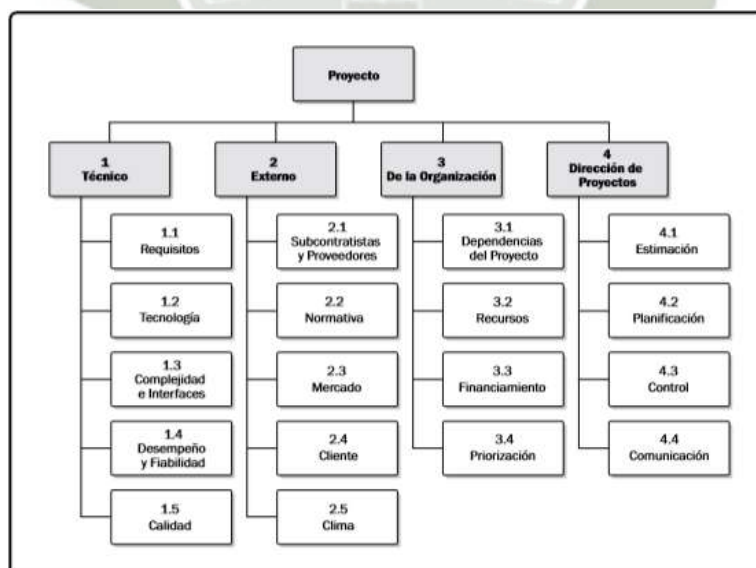 Proyecto
1
Técnico
2
Externo
3
De la Organización
4
Dirección de
Proyectos
1.1
Requisitos
1.2
Tecnología
1.3
Complejidad
e Interfaces
1.4
Desempeño
y Fiabilidad
1.5
Calidad
2.1
Subcontratistas
y Proveedores
2.2
Normativa
2.3
Mercado
2.4
Cliente
2.5
Clima
3.1
Dependencias
del Proyecto
3.2
Recursos
3.3
Financiamiento
3.4
Priorización
4.1
Estimación
4.2
Planificación
4.3
Control
4.4
Comunicación